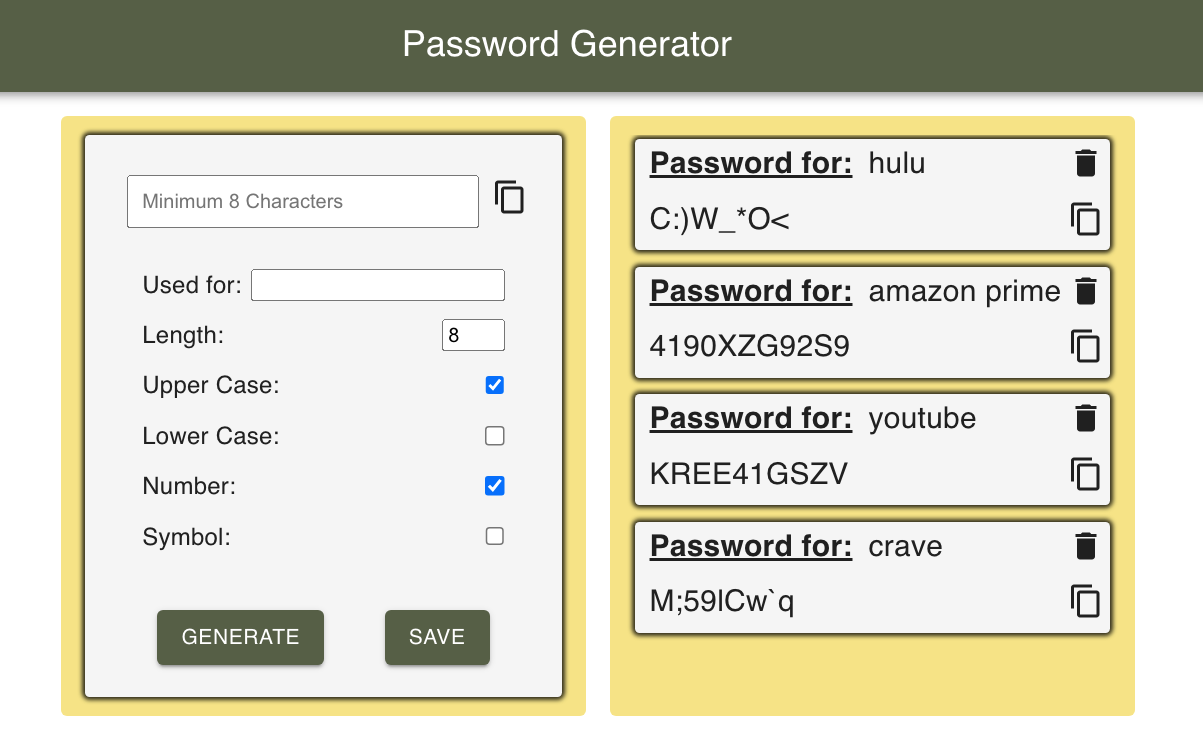 Password Generator
Minimum 8 Characters
Used for:
Length: 8
Upper Case:
Lower Case:
Number:
Symbol:
GENERATE SAVE
Password for: hulu
C:)W_*O<
Password for: amazon prime
4190XZG92S9
Password for: youtube
KREE41GSZV
Password for: crave
M;59lCw`q